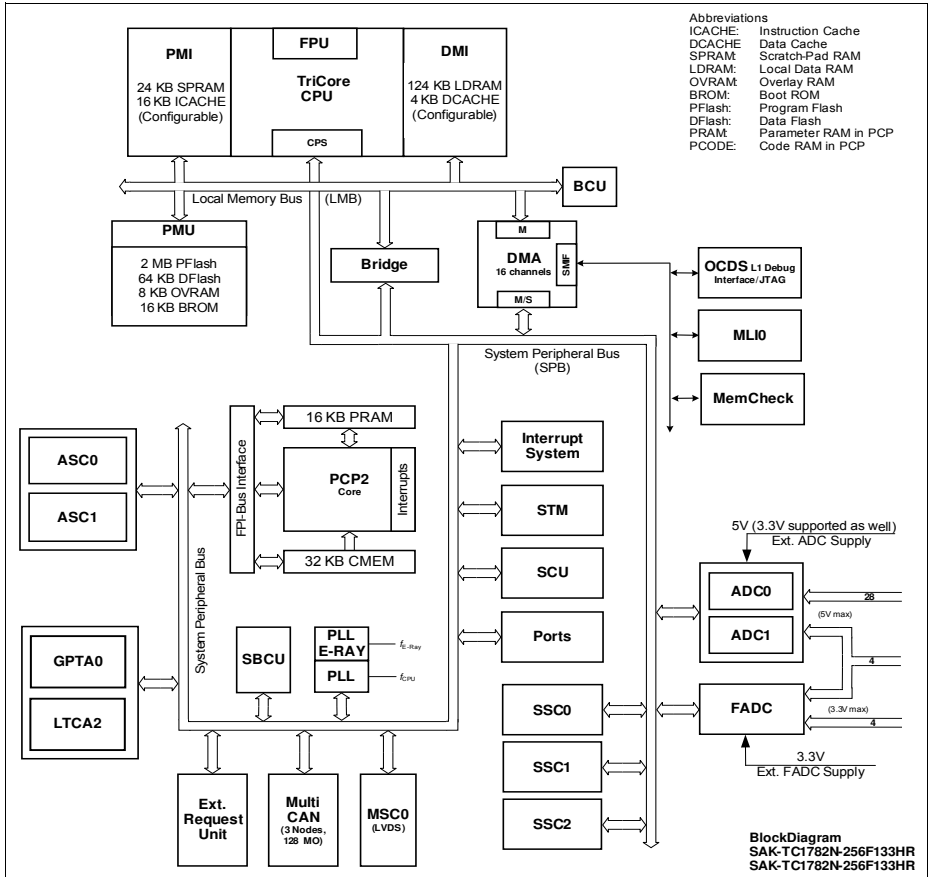 Abbreviations
ICACHE: Instruction Cache
DCACHE Data Cache
SPRAM: Scratch-Pad RAM
LDRAM: Local Data RAM
OVRAM: Overlay RAM
BROM: Boot ROM
PFlash: Program Flash
DFlash: Data Flash
PRAM: Parameter RAM in PCP
PCODE: Code RAM in PCP
PMI
24 KB SPRAM
16 KB ICACHE
(Configurable)
FPU
TriCore
CPU
CPS
DMI
124 KB LDRAM
4 KB DCACHE
(Configurable)
BCU
Local Memory Bus (LMB)
PMU
2 MB PFlash
64 KB DFlash
8 KB OVRAM
16 KB BROM
Bridge
M
DMA
16 channels
SMIF
M/S
OCDS L1 Debug
Interface/JTAG
MLI0
MemCheck
System Peripheral Bus
(SPB)
ASC0
ASC1
FPI-Bus Interface
16 KB PRAM
PCP2
Core
Interrupts
32 KB CMEM
Interrupt
System
STM
SCU
Ports
5V (3.3V supported as well)
Ext. ADC Supply
ADC0
28
(5V max)
ADC1
4
System Peripheral Bus
GPTA0
LTCA2
SBCU
PLL
E-RAY
fE-Ray
PLL
fCPU
SSC0
SSC1
SSC2
FADC
(3.3V max)
4
3.3V
Ext. FADC Supply
Ext.
Request
Unit
Multi
CAN
(3 Nodes,
128 MO)
MSC0
(LVDS)
BlockDiagram
SAK-TC1782N-256F133HR
SAK-TC1782N-256F133HR